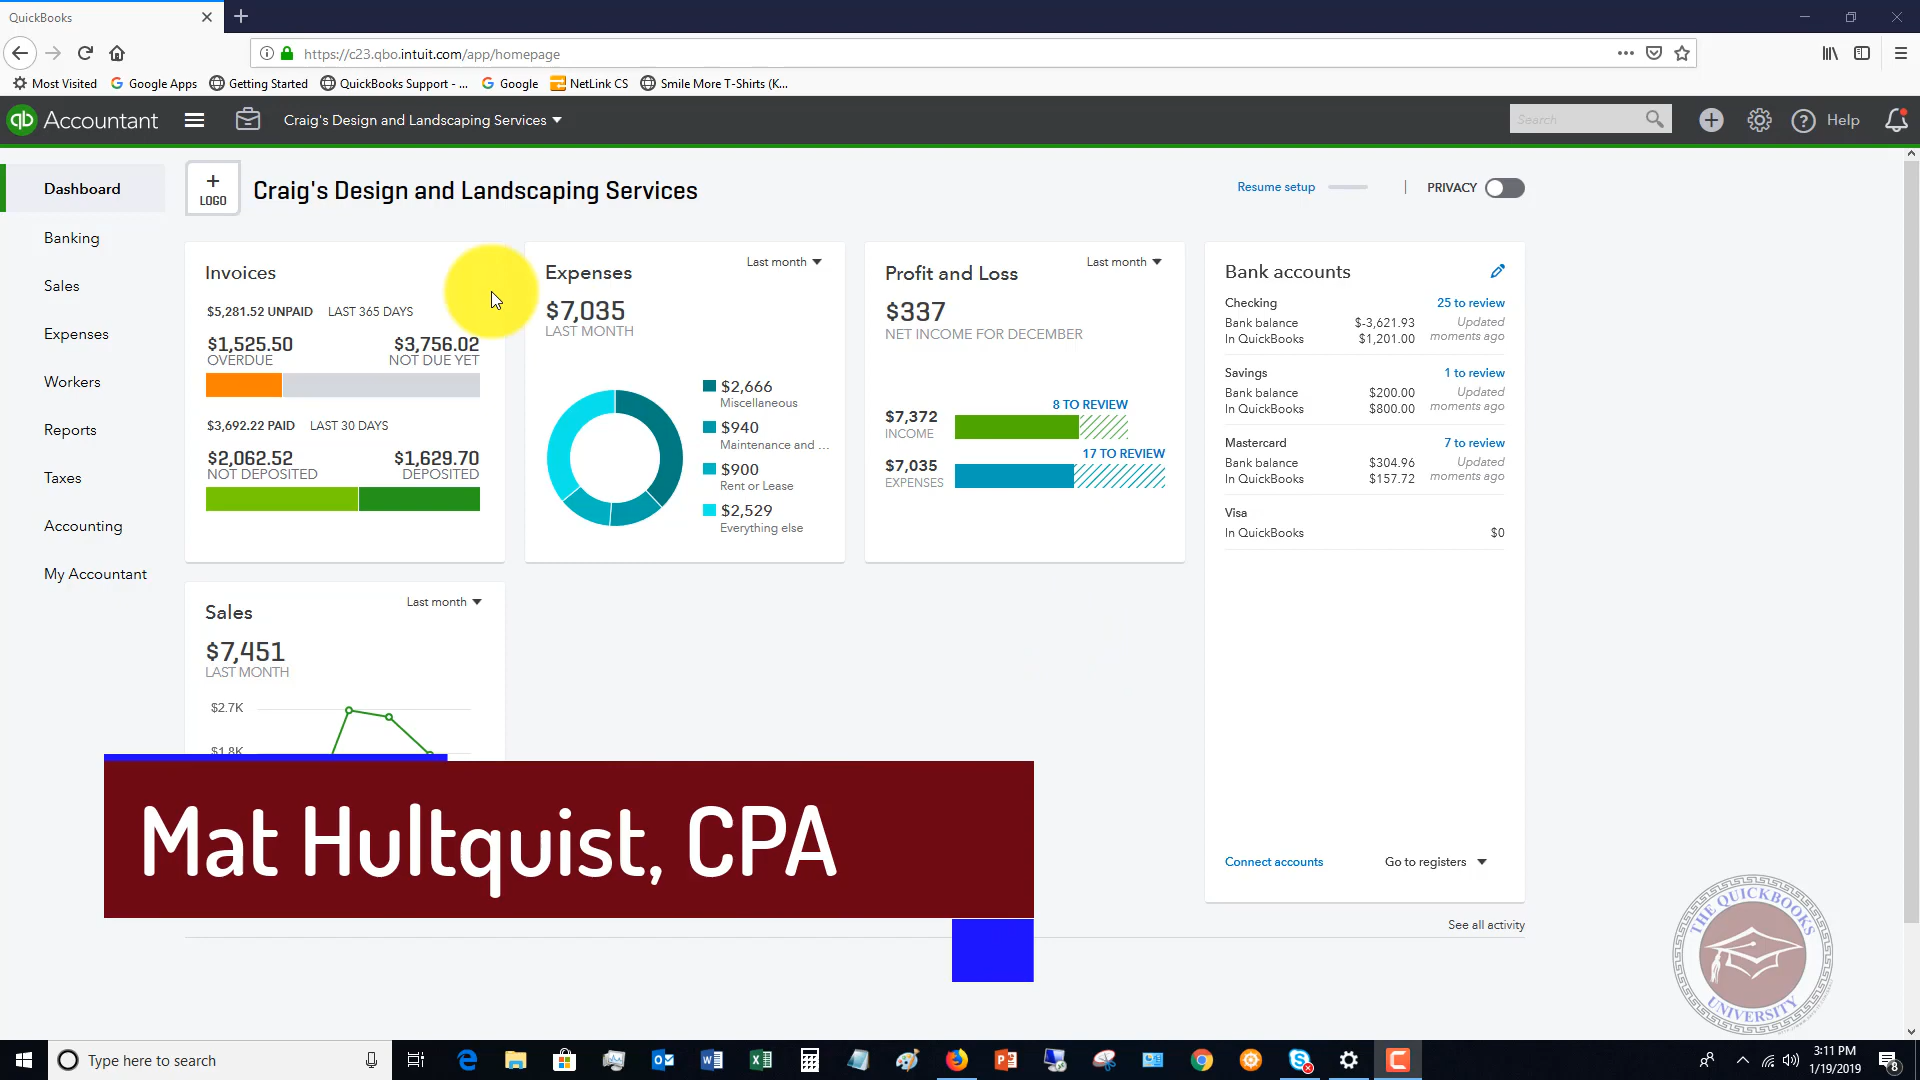 QuickBooks
https://c23.qbo.intuit.com/app/homepage
Most Visited Google Apps Getting Started QuickBooks Support - ... Google NetLink CS Smile More T-Shirts (K...
qb Accountant Craig's Design and Landscaping Services Search Help
+ LOGO
Craig's Design and Landscaping Services
Resume setup
PRIVACY
Dashboard
Banking
Sales
Expenses
Workers
Reports
Taxes
Accounting
My Accountant
Invoices
$5,281.52 UNPAID LAST 365 DAYS
$1,525.50 $3,756.02
OVERDUE NOT DUE YET
$3,692.22 PAID LAST 30 DAYS
$2,062.52 $1,629.70
NOT DEPOSITED DEPOSITED
Expenses Last month
$7,035
LAST MONTH
$2,666
Miscellaneous
$940
Maintenance and ...
$900
Rent or Lease
$2,529
Everything else
Profit and Loss Last month
$337
NET INCOME FOR DECEMBER
8 TO REVIEW
$7,372
INCOME
17 TO REVIEW
$7,035
EXPENSES
Bank accounts
Checking 25 to review
Bank balance $-3,621.93 Updated
In QuickBooks $1,201.00 moments ago
Savings 1 to review
Bank balance $200.00 Updated
In QuickBooks $800.00 moments ago
Mastercard 7 to review
Bank balance $304.96 Updated
In QuickBooks $157.72 moments ago
Visa
In QuickBooks $0
Connect accounts Go to registers
See all activity
Sales Last month
$7,451
LAST MONTH
$2.7K
$1.8K
Mat Hultquist, CPA
THE QUICKBOOKS
UNIVERSITY
Type here to search
3:11 PM
1/19/2019
8